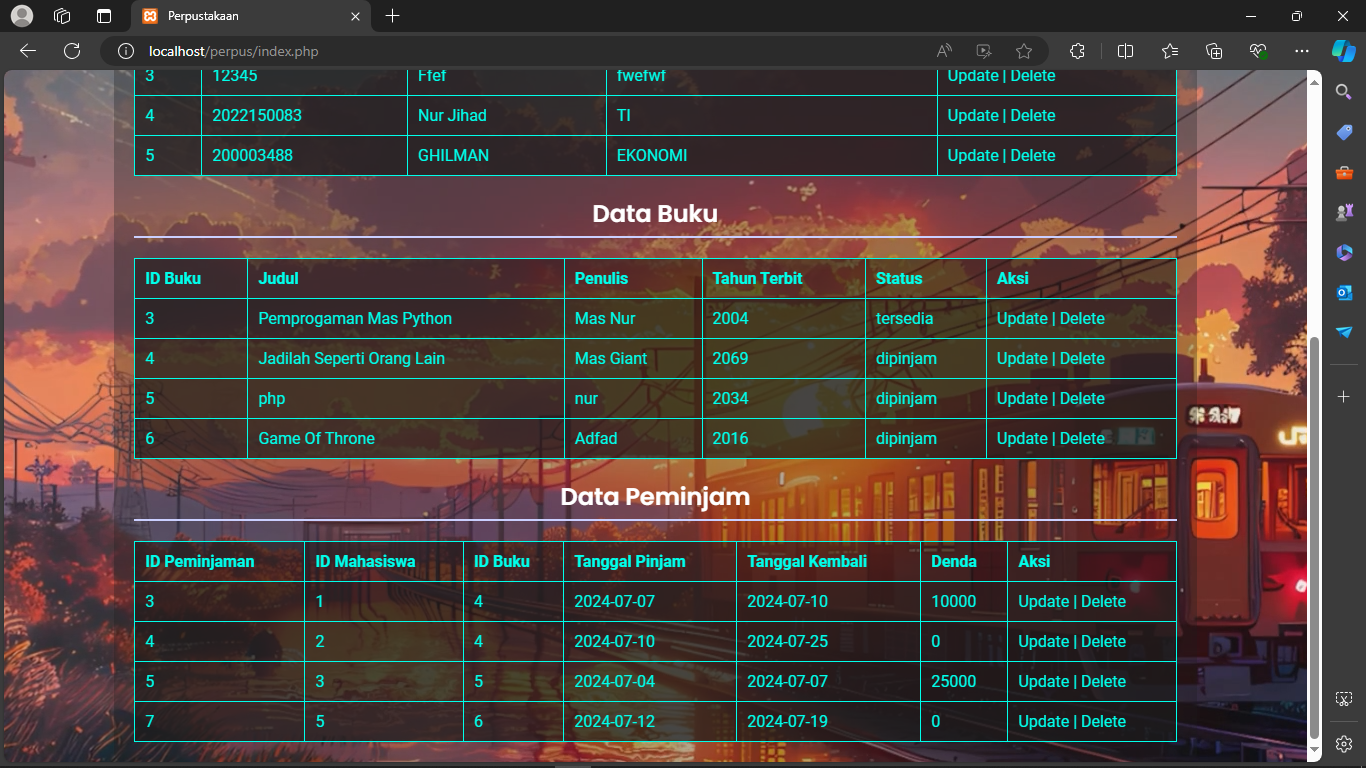 Perpustakaan
localhost/perpus/index.php
3 12345 Ffef fwefwf Update | Delete
4 2022150083 Nur Jihad TI Update | Delete
5 200003488 GHILMAN EKONOMI Update | Delete
Data Buku
ID Buku Judul Penulis Tahun Terbit Status Aksi
3 Pemprogaman Mas Python Mas Nur 2004 tersedia Update | Delete
4 Jadilah Seperti Orang Lain Mas Giant 2069 dipinjam Update | Delete
5 php nur 2034 dipinjam Update | Delete
6 Game Of Throne Adfad 2016 dipinjam Update | Delete
Data Peminjam
ID Peminjaman ID Mahasiswa ID Buku Tanggal Pinjam Tanggal Kembali Denda Aksi
3 1 4 2024-07-07 2024-07-10 10000 Update | Delete
4 2 4 2024-07-10 2024-07-25 0 Update | Delete
5 3 5 2024-07-04 2024-07-07 25000 Update | Delete
7 5 6 2024-07-12 2024-07-19 0 Update | Delete